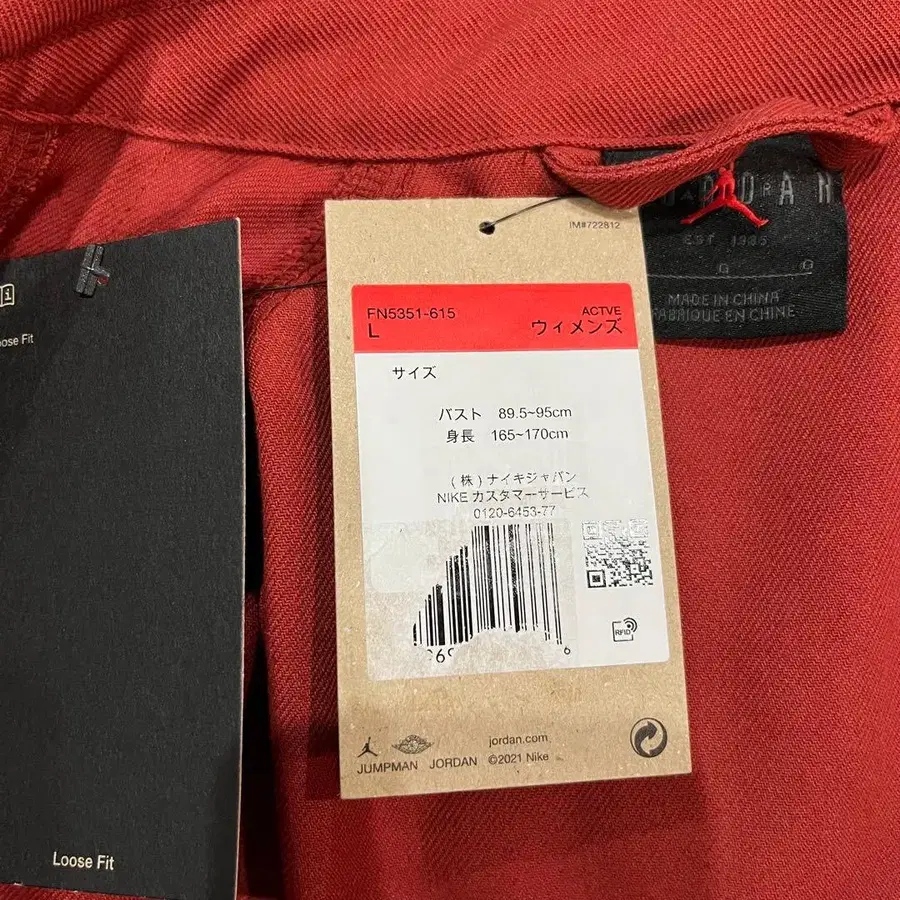 IM#722812
FN5351-615
ACTVE
L
ウィメンズ
サイズ
バスト 89.5~95cm
身長 165~170cm
(株)ナイキジャパン
NIKE カスタマーサービス
0120-6453-77
6
RFID
JUMPMAN
JORDAN
jordan.com
©2021 Nike
EST. 1985
MADE IN CHINA
FABRIQUE EN CHINE
Fit
Loose Fit